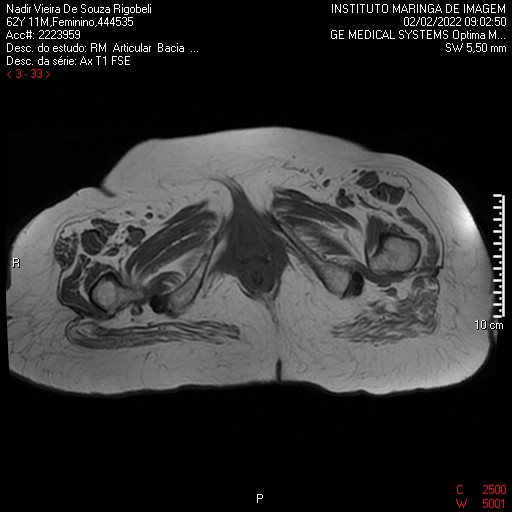 Nadir Vieira De Souza Rigobeli
62Y 11M,Feminino,444535
Acc#: 2223959
Desc. do estudo: RM Articular Bacia ...
Desc. da série: Ax T1 FSE
< 3 - 33 >
INSTITUTO MARINGA DE IMAGEM
02/02/2022 09:02:50
GE MEDICAL SYSTEMS Optima M...
SW 5,50 mm
R
10 cm
P
C 2500
W 5001